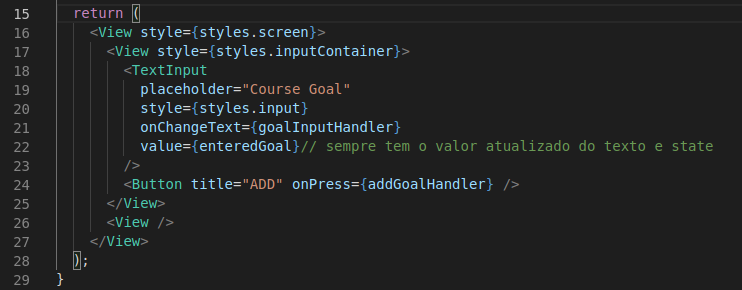 15 return (
16 <View style={styles.screen}>
17 <View style={styles.inputContainer}>
18 <TextInput
19 placeholder="Course Goal"
20 style={styles.input}
21 onChangeText={goalInputHandler}
22 value={enteredGoal}// sempre tem o valor atualizado do texto e state
23 />
24 <Button title="ADD" onPress={addGoalHandler} />
25 </View>
26 <View />
27 </View>
28 );
29 }